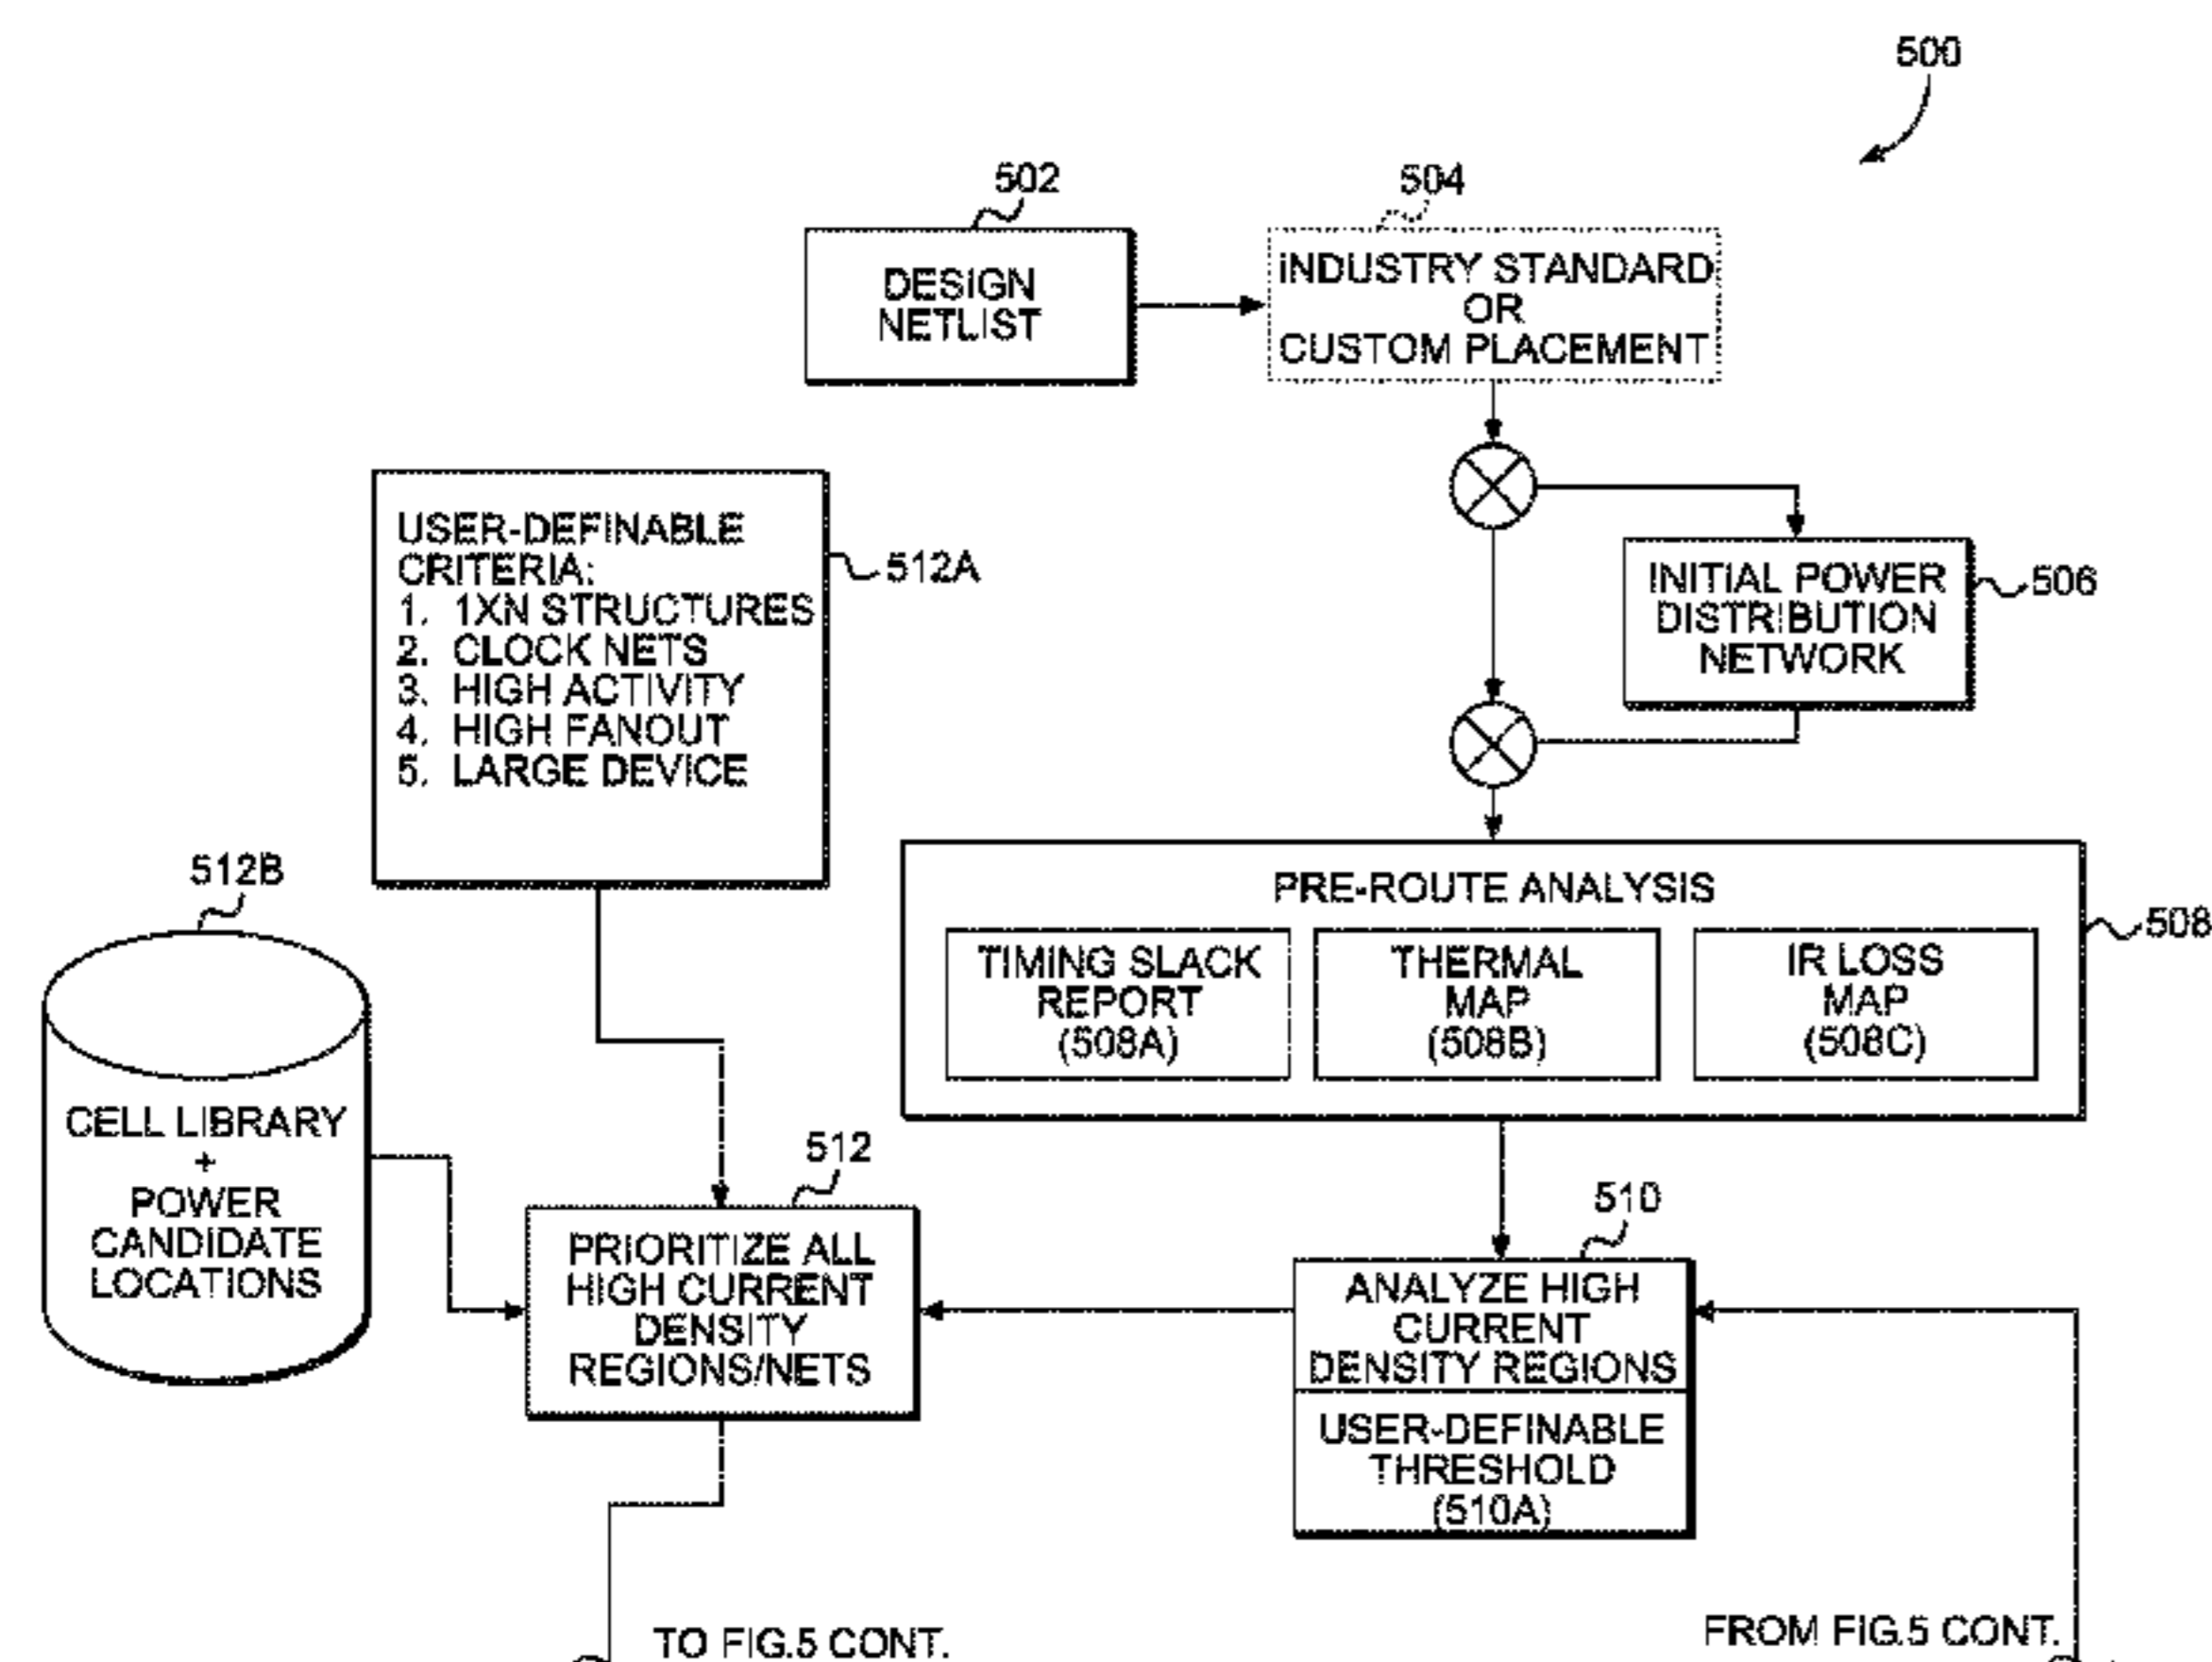 500
502
DESIGN
NETLIST
504
INDUSTRY STANDARD
OR
CUSTOM PLACEMENT
USER-DEFINABLE
CRITERIA:
1. 1XN STRUCTURES
2. CLOCK NETS
3. HIGH ACTIVITY
4. HIGH FANOUT
5. LARGE DEVICE
512A
INITIAL POWER
DISTRIBUTION
NETWORK
506
512B
CELL LIBRARY
+
POWER
CANDIDATE
LOCATIONS
PRE-ROUTE ANALYSIS
508
TIMING SLACK
REPORT
(508A)
THERMAL
MAP
(508B)
IR LOSS
MAP
(508C)
512
PRIORITIZE ALL
HIGH CURRENT
DENSITY
REGIONS/NETS
510
ANALYZE HIGH
CURRENT
DENSITY REGIONS
USER-DEFINABLE
THRESHOLD
(510A)
TO FIG.5 CONT.
FROM FIG.5 CONT.